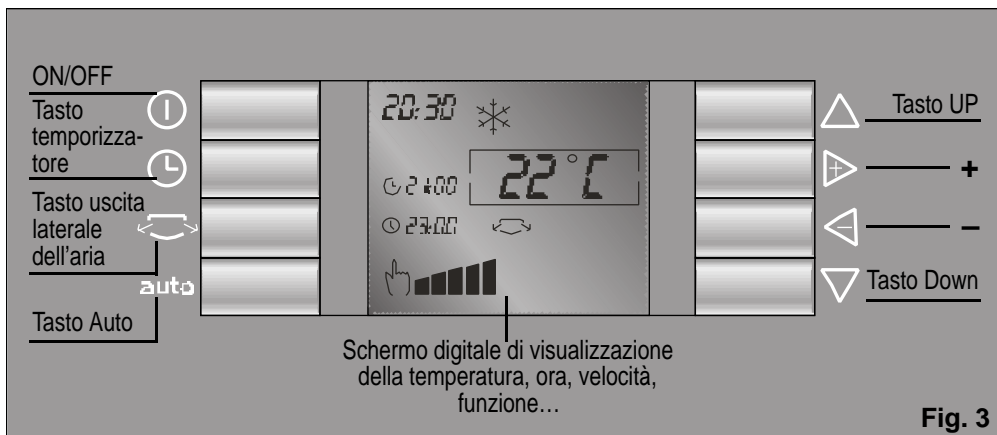 ON/OFF
Tasto
temporizza-
tore
Tasto uscita
laterale
dell'aria
auto
Tasto Auto
20:30
22°C
21:00
23:00
Tasto UP
+
+
–
–
Tasto Down
Schermo digitale di visualizzazione
della temperatura, ora, velocità,
funzione…
Fig. 3